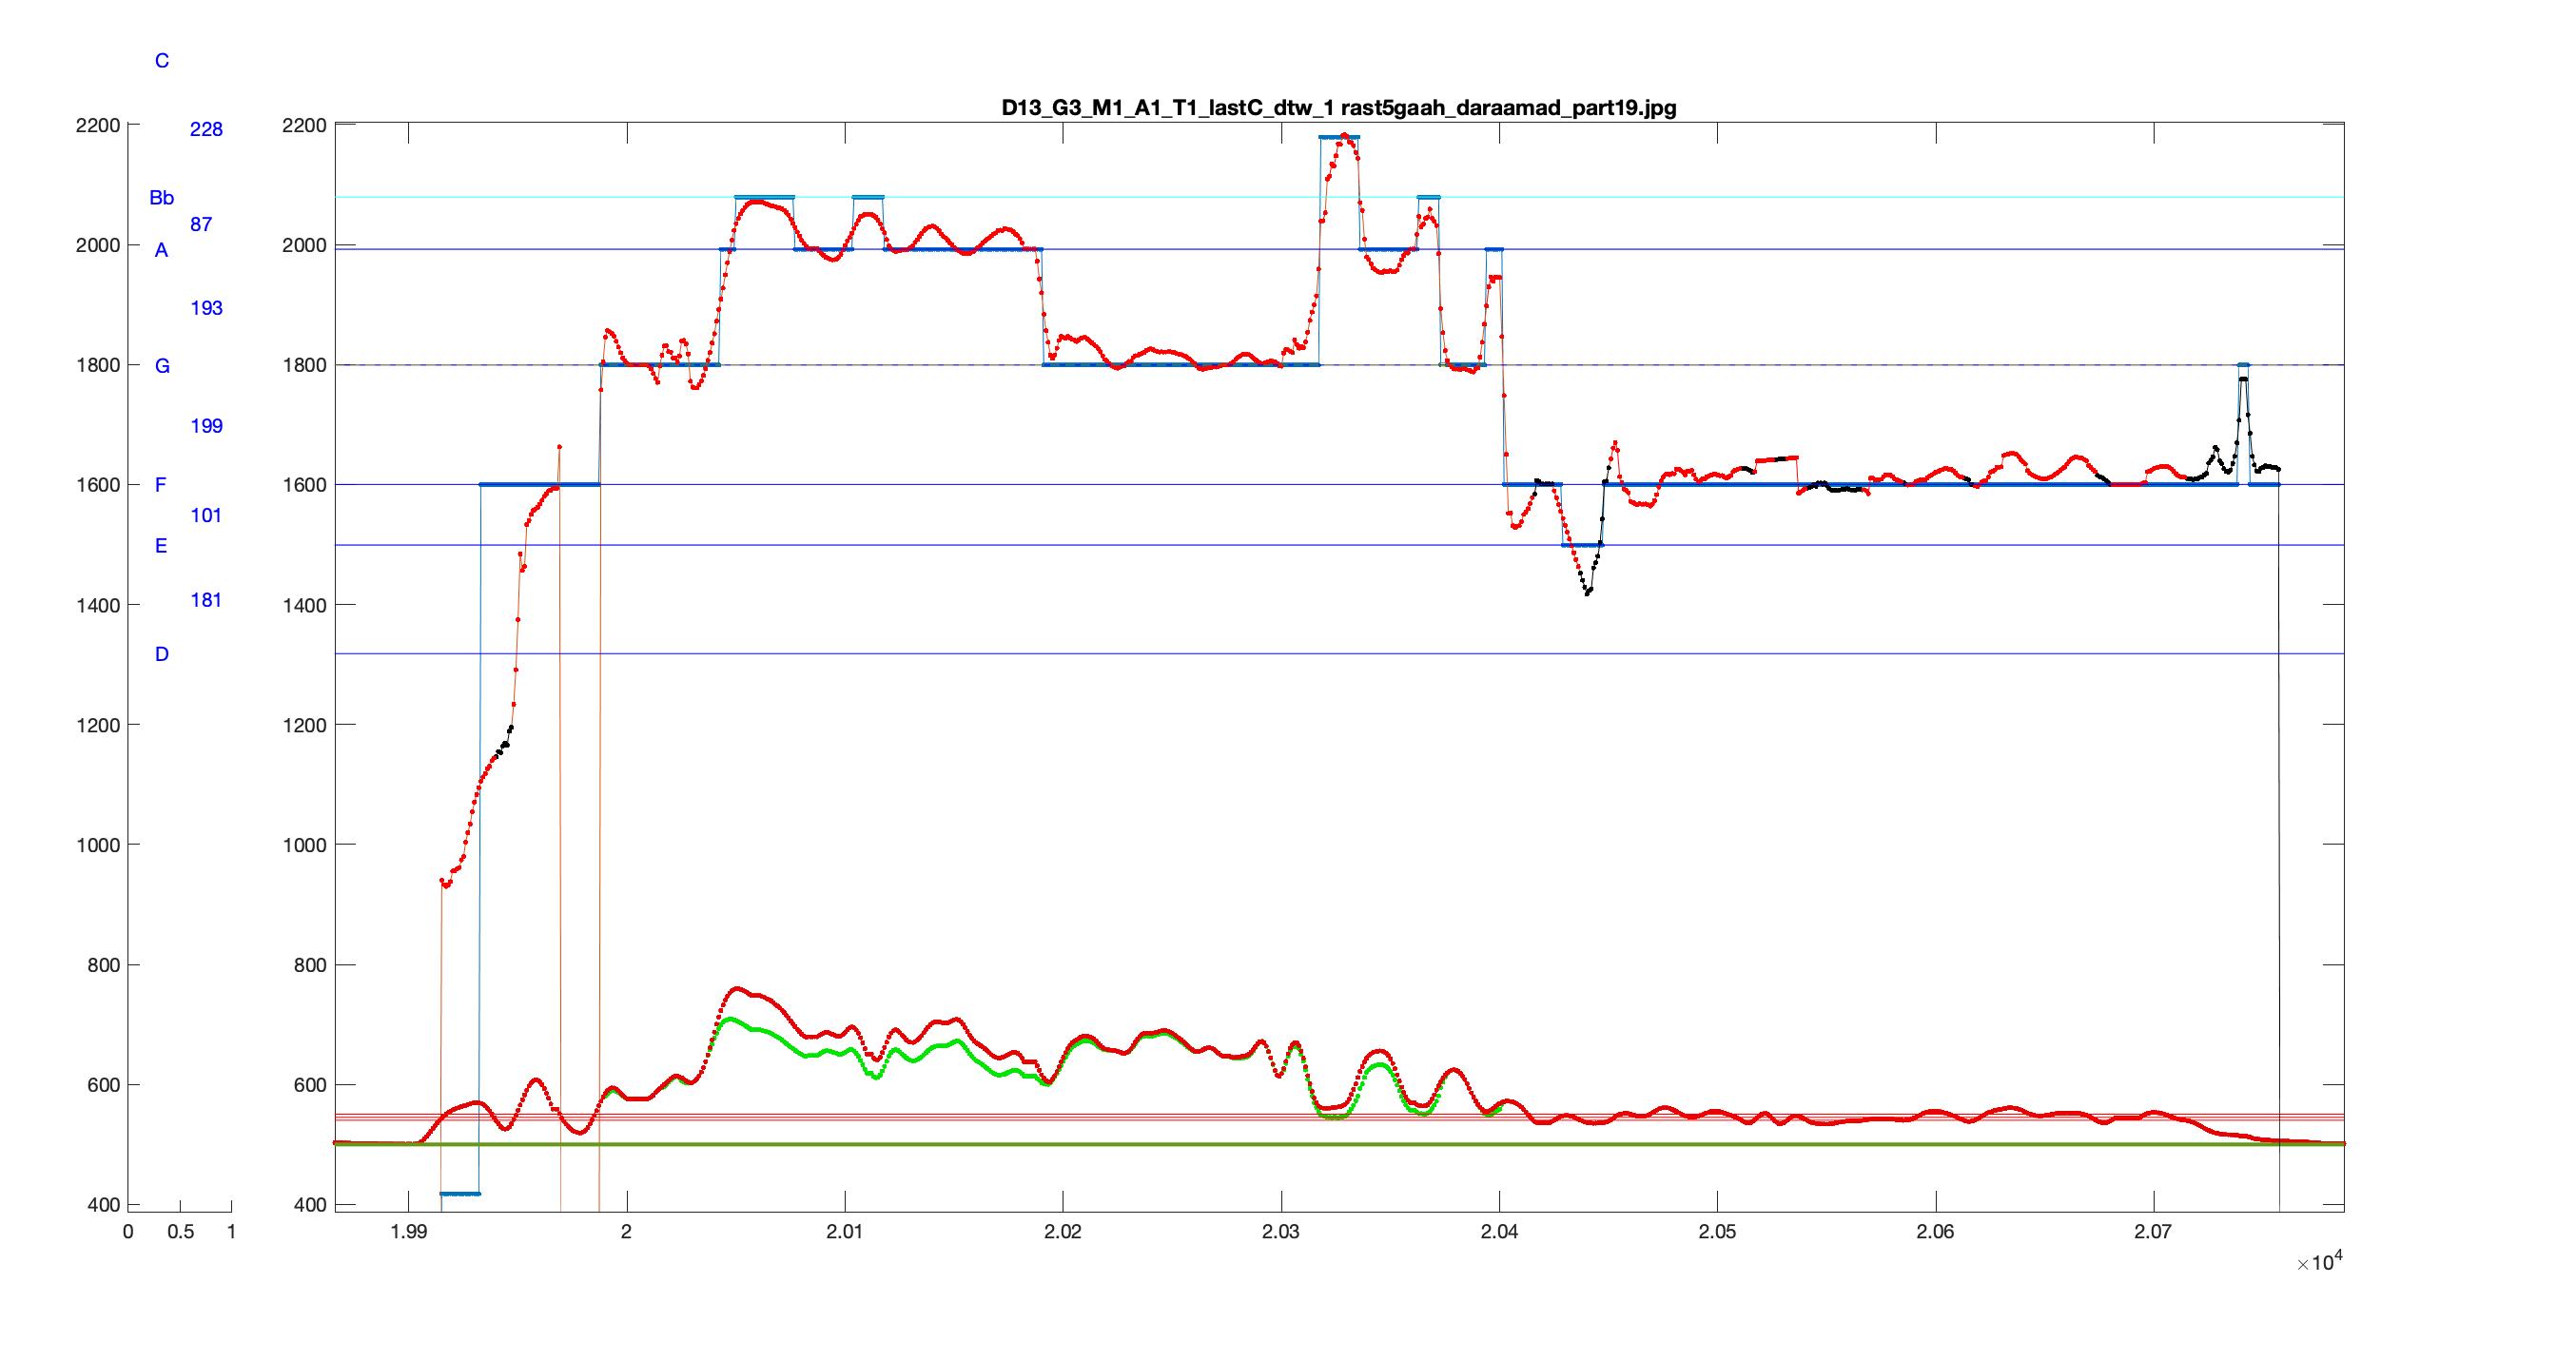 C
D13_G3_M1_A1_T1_lastC_dtw_1 rast5gaah_daraamad_part19.jpg
2200 228 2200
Bb
87
2000 A 2000
193
1800 G 1800
199
1600 F 1600
101
E
1400 181 1400
D
1200 1200
1000 1000
800 800
600 600
400 400
0 0.5 1 1.99 2 2.01 2.02 2.03 2.04 2.05 2.06 2.07
×10⁴